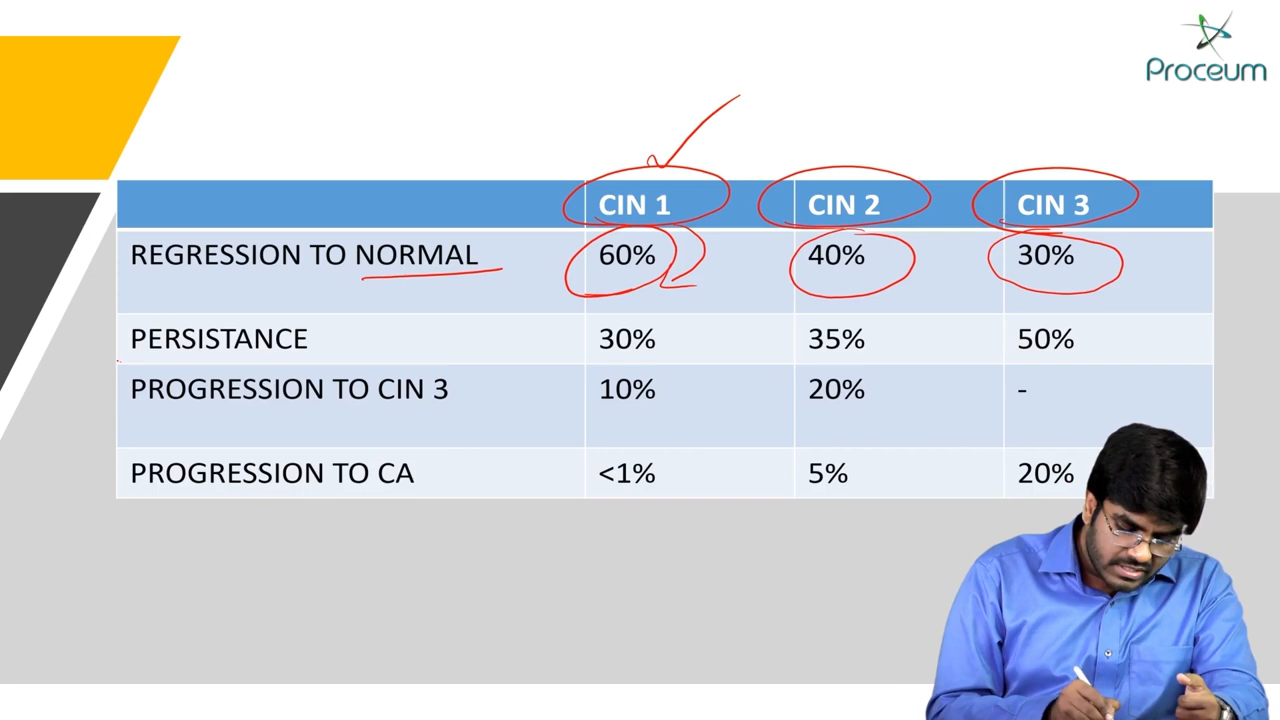 Proceum
CIN 1 CIN 2 CIN 3
REGRESSION TO NORMAL 60% 40% 30%
PERSISTANCE 30% 35% 50%
PROGRESSION TO CIN 3 10% 20% -
PROGRESSION TO CA <1% 5% 20%